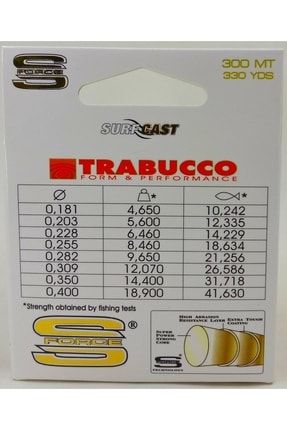 S FORCE
300 MT
330 YDS
SURECAST
TRABUCCO
FORM & PERFORMANCE
Ø * *
0,181 4,650 10,242
0,203 5,600 12,335
0,228 6,460 14,229
0,255 8,460 18,634
0,282 9,650 21,256
0,309 12,070 26,586
0,350 14,400 31,718
0,400 18,900 41,630
*Strength obtained by fishing tests
S FORCE ®
HIGH ABRASION RESISTANCE LAYER
EXTRA TOUGH COATING
SUPER POWER STRONG CORE
TECHNOLOGY